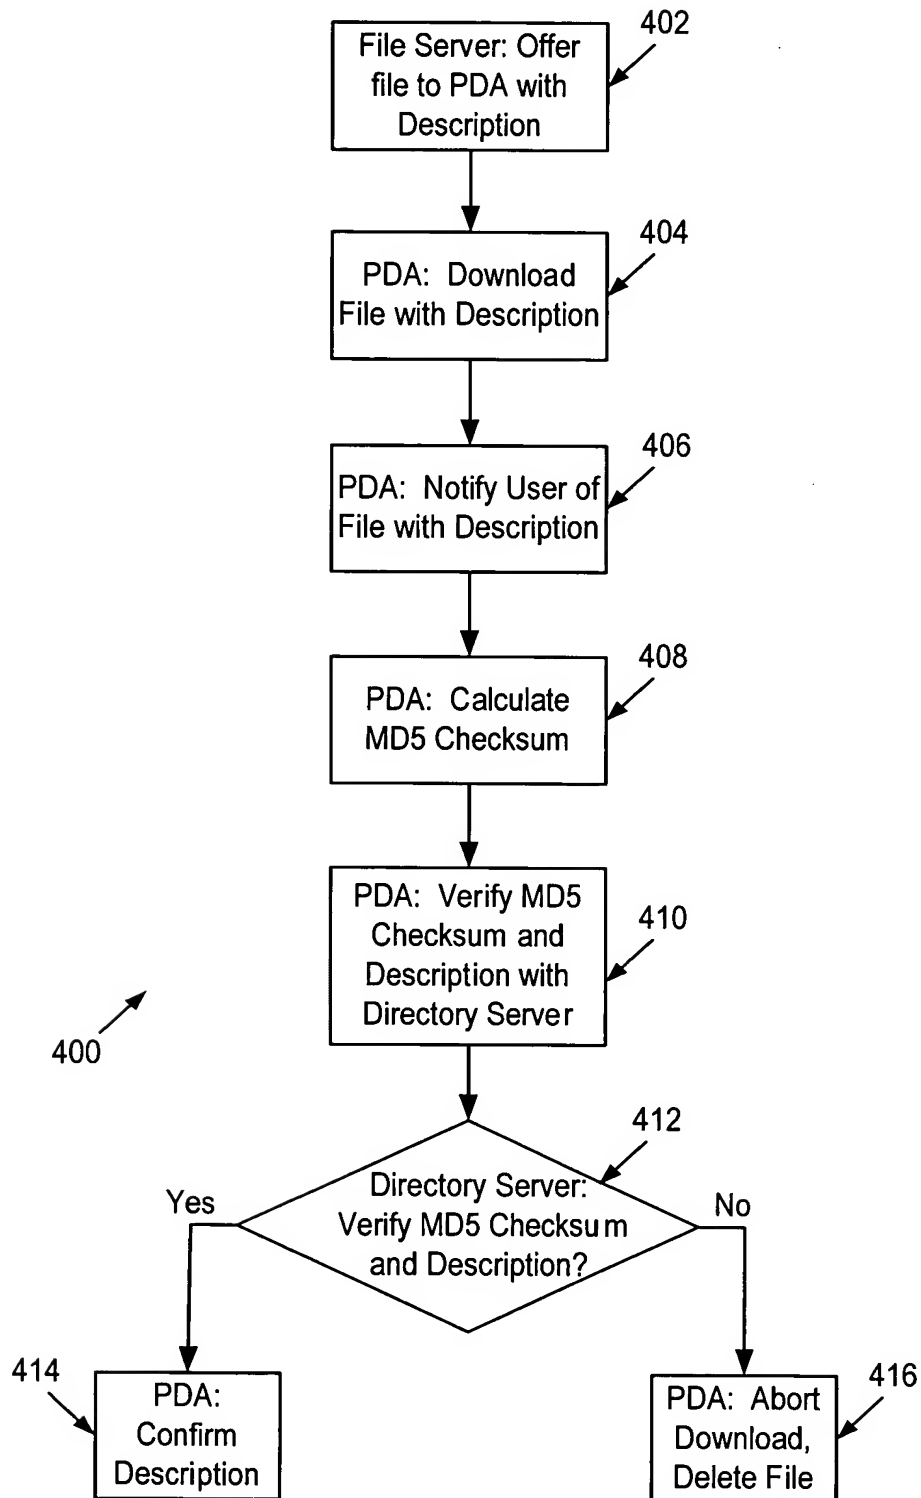 402
File Server: Offer
file to PDA with
Description
404
PDA: Download
File with Description
406
PDA: Notify User of
File with Description
408
PDA: Calculate
MD5 Checksum
410
PDA: Verify MD5
Checksum and
Description with
Directory Server
400
412
Directory Server:
Verify MD5 Checksum
and Description?
Yes
No
414
PDA:
Confirm
Description
416
PDA: Abort
Download,
Delete File